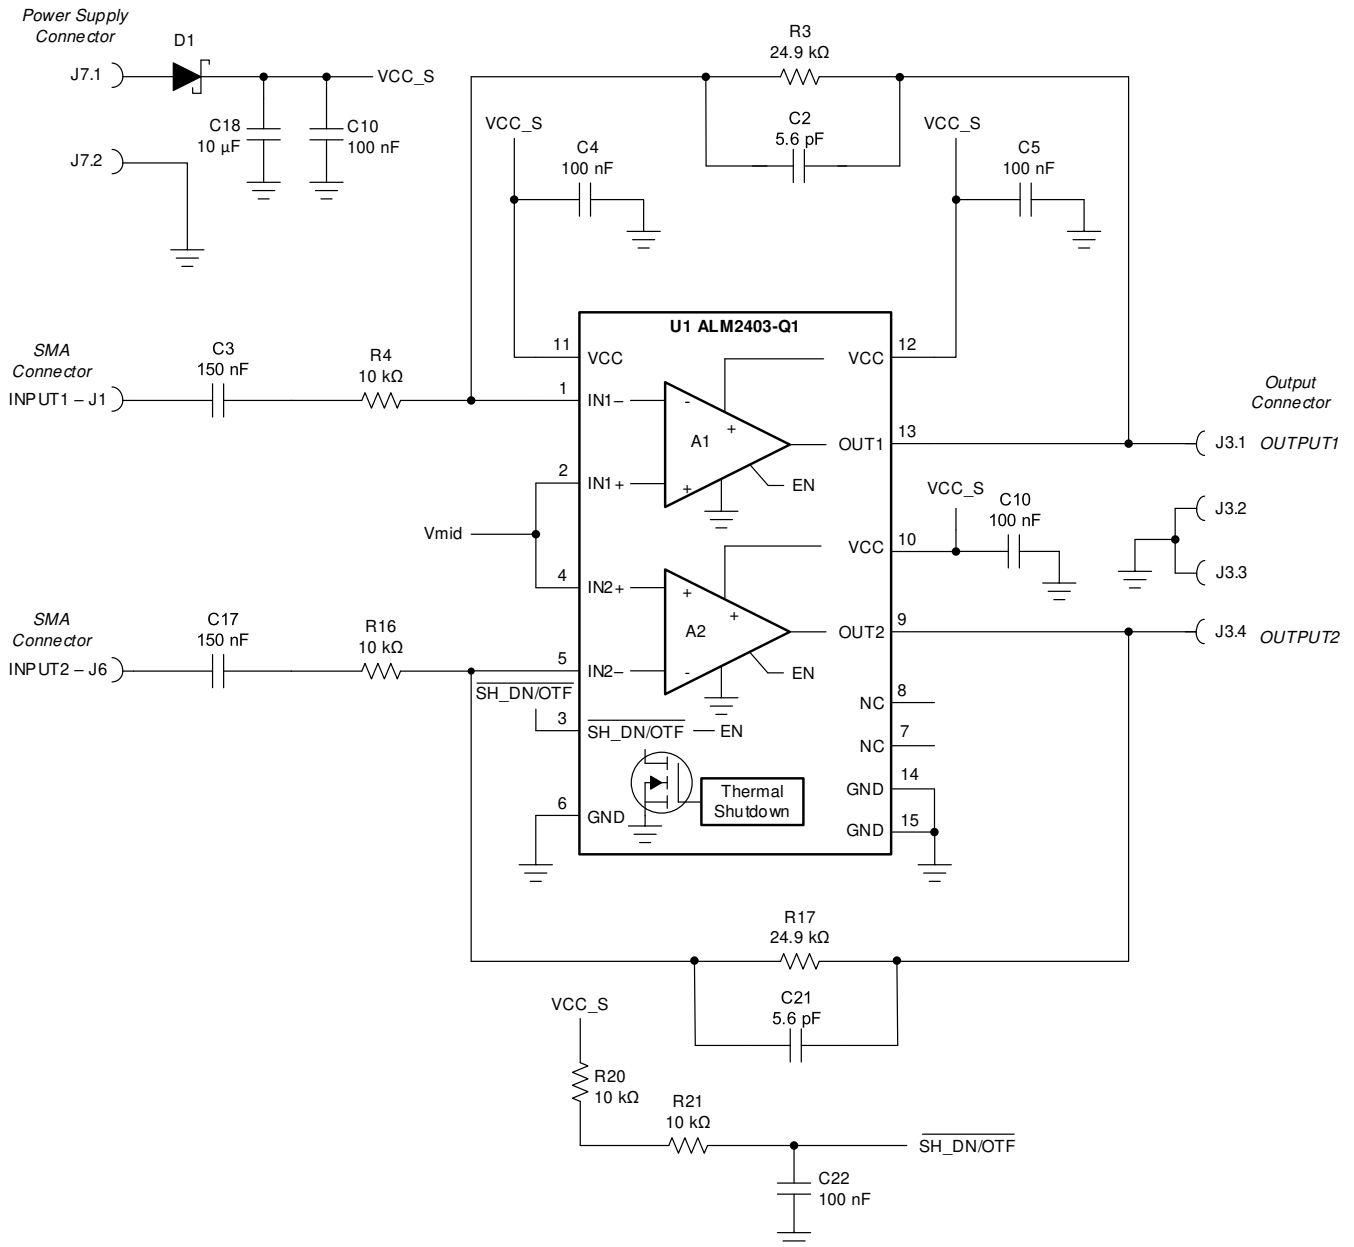 Power Supply
Connector
D1
J7.1
VCC_S
C18
10 µF
C10
100 nF
J7.2
R3
24.9 kΩ
C2
5.6 pF
VCC_S
C4
100 nF
VCC_S
C5
100 nF
U1 ALM2403-Q1
SMA
Connector
INPUT1 – J1
C3
150 nF
R4
10 kΩ
11
VCC
VCC
12
1
IN1–
-
+
A1
+
EN
OUT1
13
Output
Connector
J3.1
OUTPUT1
2
IN1+
Vmid
VCC_S
C10
100 nF
VCC
10
J3.2
J3.3
4
IN2+
+
+
A2
-
EN
OUT2
9
J3.4
OUTPUT2
SMA
Connector
INPUT2 – J6
C17
150 nF
R16
10 kΩ
5
IN2–
SH_DN/OTF
3
SH_DN/OTF
EN
NC
8
NC
7
Thermal
Shutdown
GND
14
6
GND
GND
15
R17
24.9 kΩ
C21
5.6 pF
VCC_S
R20
10 kΩ
R21
10 kΩ
SH_DN/OTF
C22
100 nF